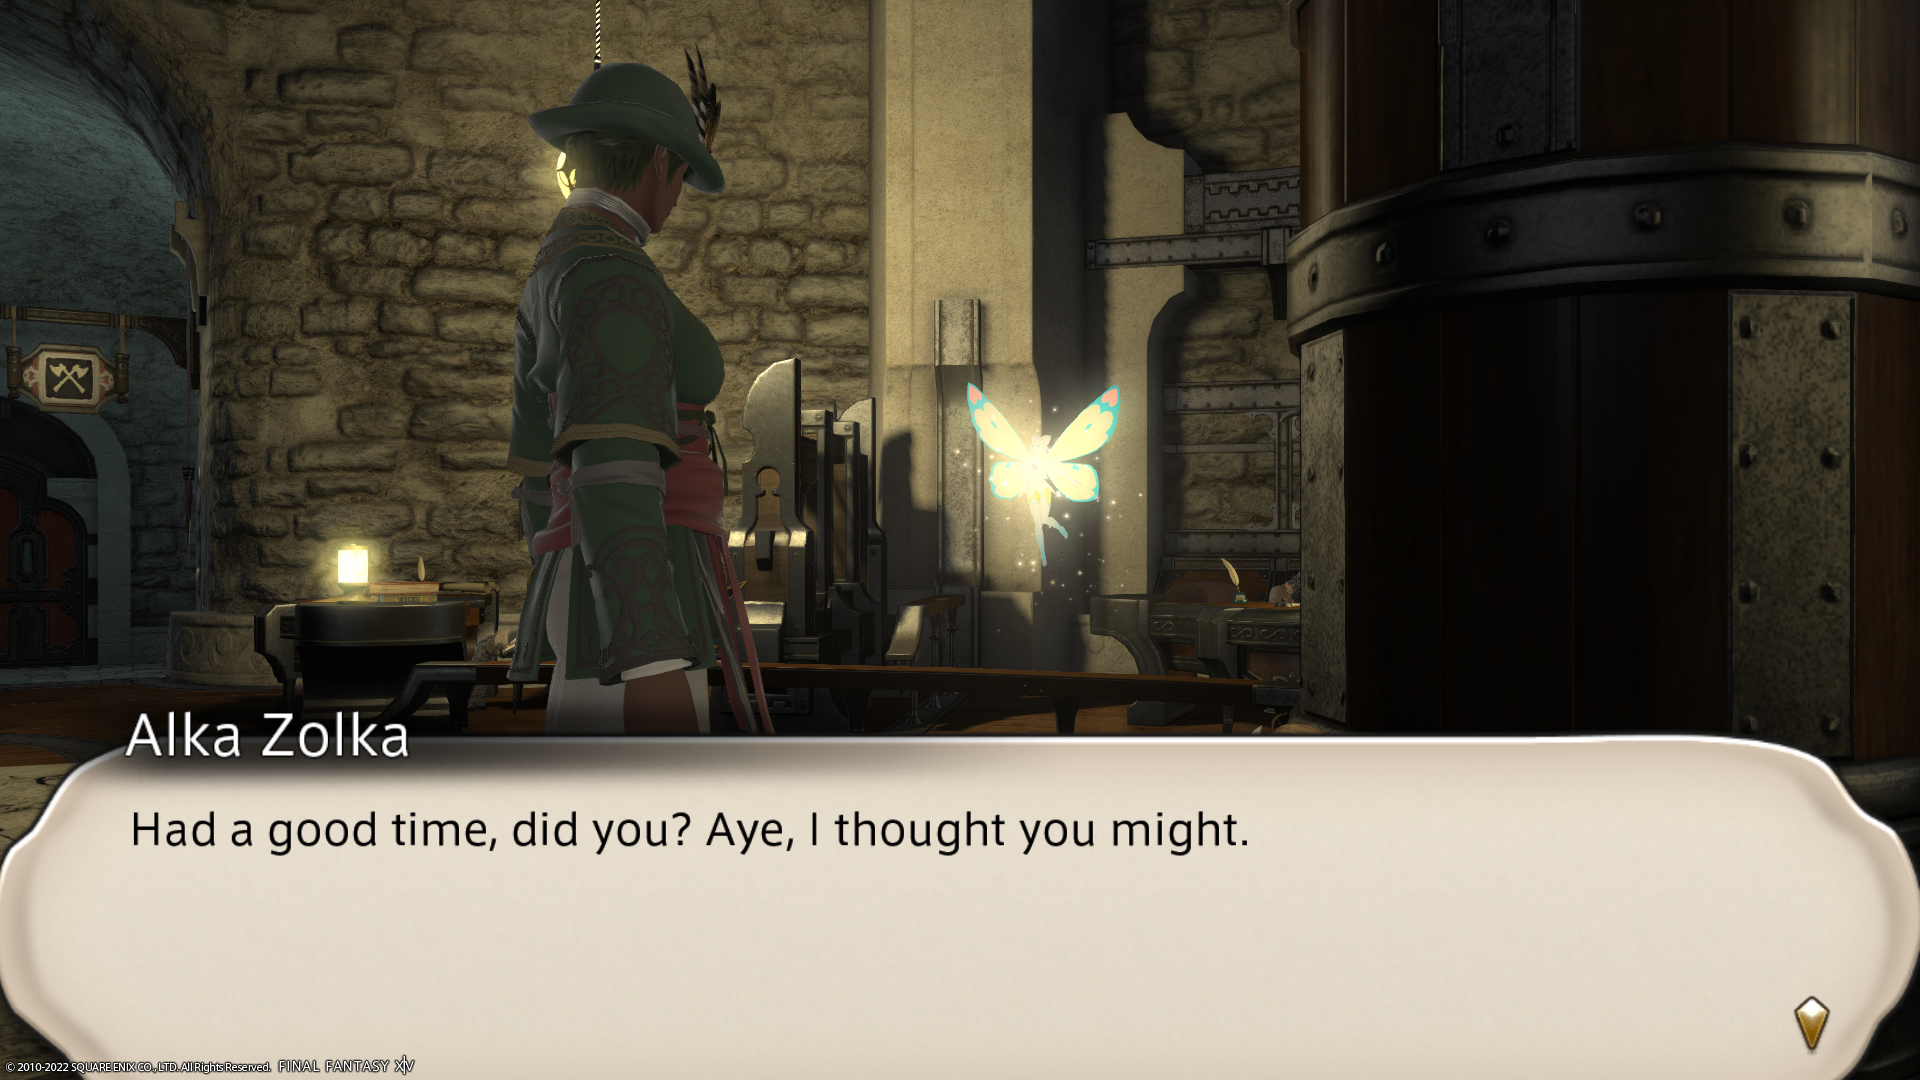 Alka Zolka
Had a good time, did you? Aye, I thought you might.
© 2010-2022 SQUARE ENIX CO., LTD. All Rights Reserved. FINAL FANTASY XIV